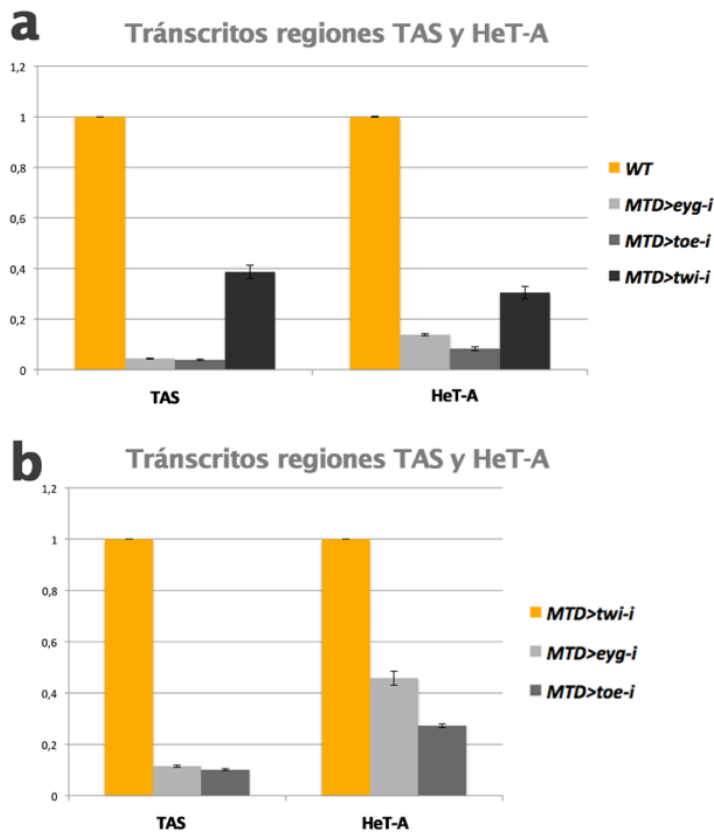 a
Tránscritos regiones TAS y HeT-A
1,2
1
0,8
0,6
0,4
0,2
0
TAS
HeT-A
WT
MTD>eyg-i
MTD>toe-i
MTD>twi-i
b
Tránscritos regiones TAS y HeT-A
1,2
1
0,8
0,6
0,4
0,2
0
TAS
HeT-A
MTD>twi-i
MTD>eyg-i
MTD>toe-i